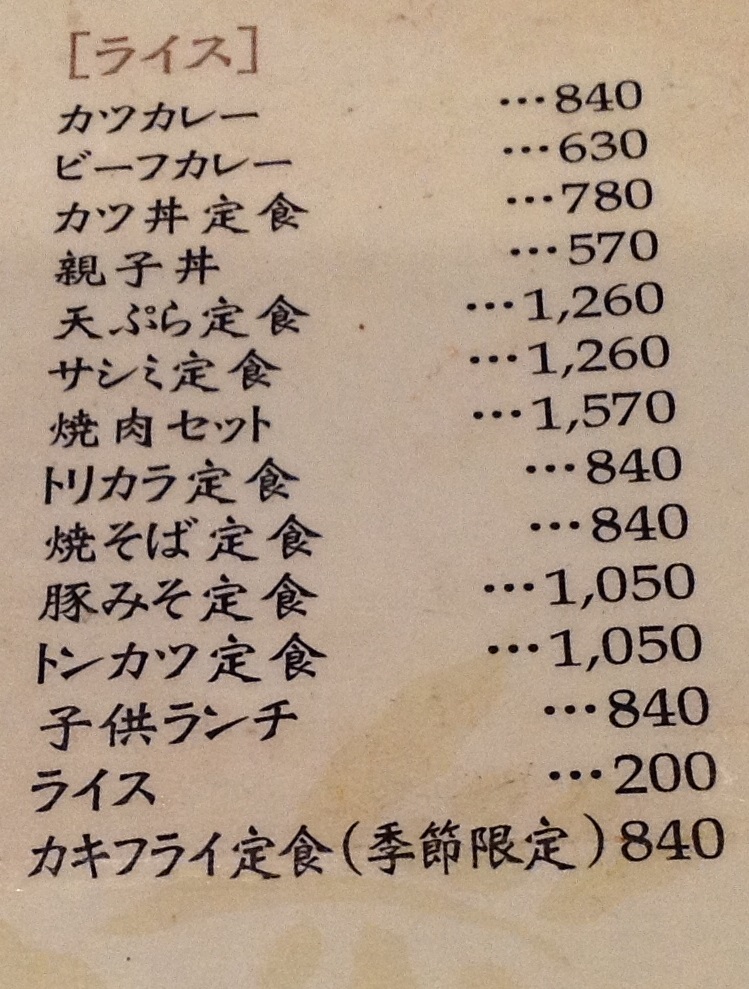 [ライス]
カツカレー …840
ビーフカレー …630
カツ丼定食 …780
親子丼 …570
天ぷら定食 …1,260
サシミ定食 …1,260
焼肉セット …1,570
トリカラ定食 …840
焼そば定食 …840
豚みそ定食 …1,050
トンカツ定食 …1,050
子供ランチ …840
ライス …200
カキフライ定食(季節限定)840